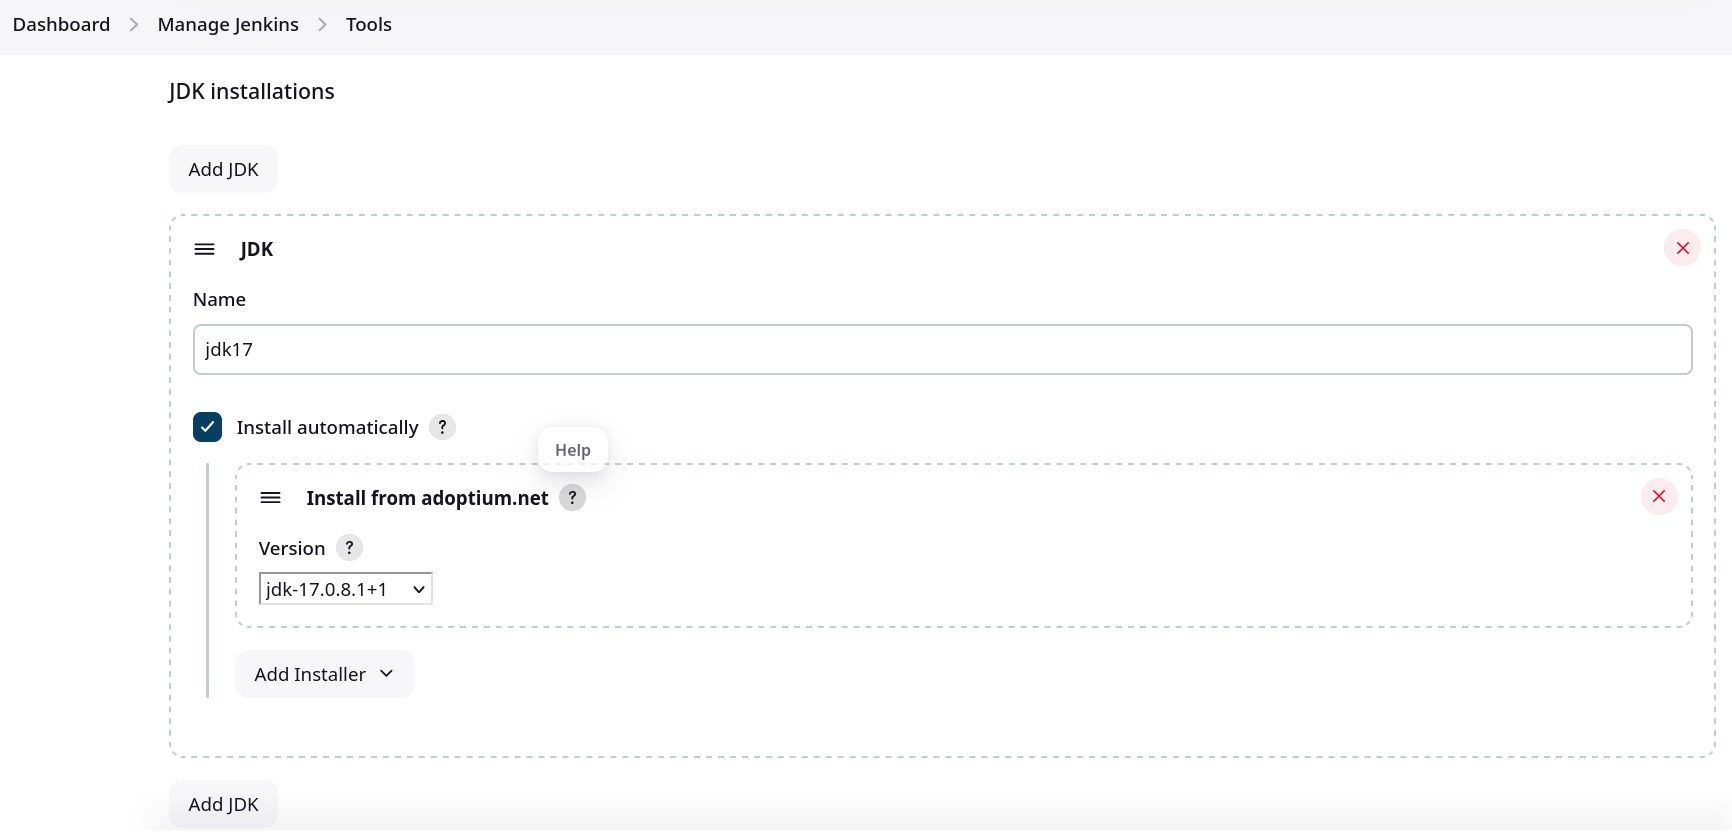 Dashboard > Manage Jenkins > Tools
JDK installations
Add JDK
JDK
Name
jdk17
Install automatically ?
Help
Install from adoptium.net ?
Version ?
jdk-17.0.8.1+1
Add Installer
Add JDK